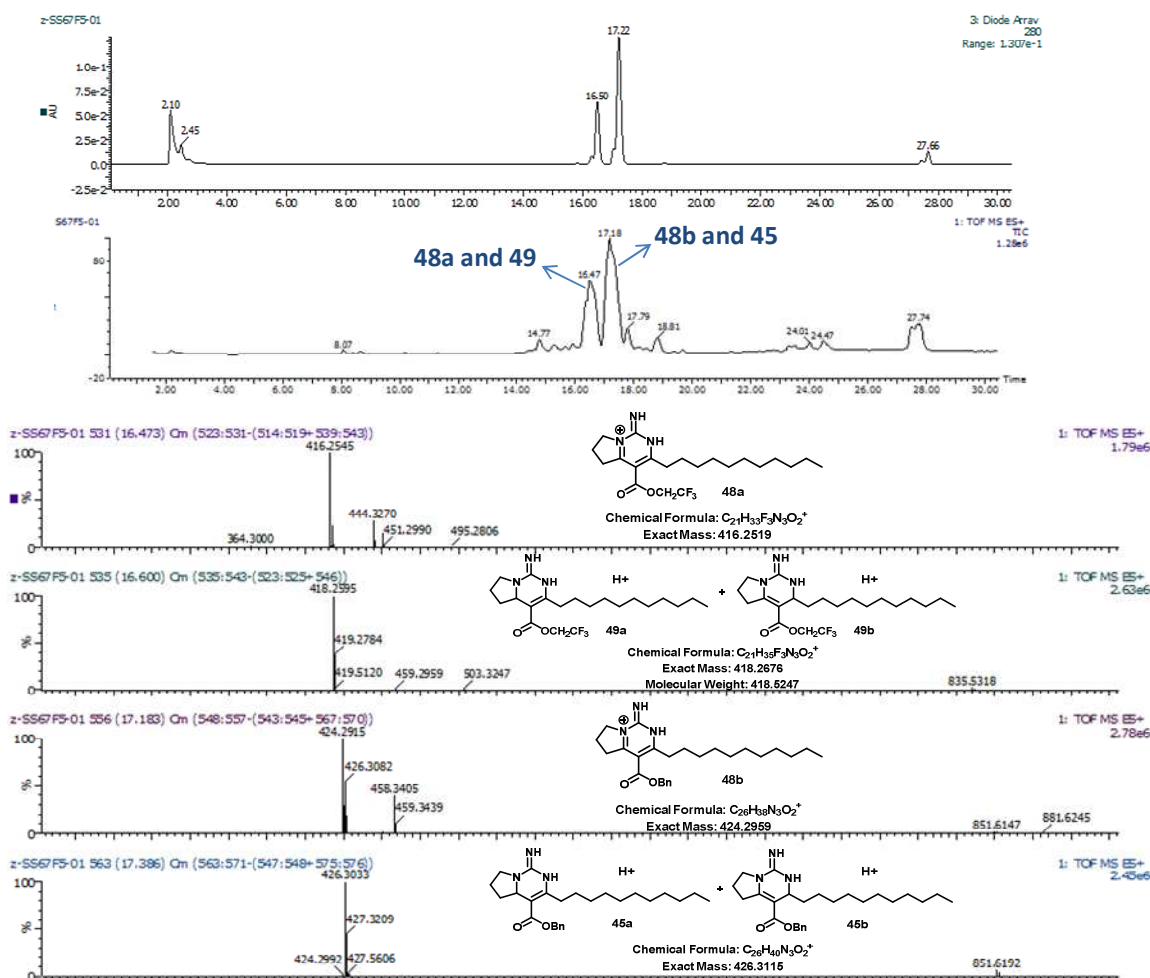 z-SS67F5-01
3: Diode Array
280
Range: 1.307e-1
17.22
1.0e-1
7.5e-2
AU
5.0e-2
2.5e-2
0.0
-2.5e-2
2.10
2.45
16.50
27.66
2.00 4.00 6.00 8.00 10.00 12.00 14.00 16.00 18.00 20.00 22.00 24.00 26.00 28.00 30.00
S67F5-01
1: TOF MS ES+
TIC
1.28e6
80
-20
48a and 49
48b and 45
17.18
16.47
8.07
14.77
17.79
18.81
24.01
24.47
27.74
2.00 4.00 6.00 8.00 10.00 12.00 14.00 16.00 18.00 20.00 22.00 24.00 26.00 28.00 30.00
Time
z-SS67F5-01 531 (16.473) Cm (523:531-(514:519+539:543))
1: TOF MS ES+
1.79e6
100
%
0
416.2545
364.3000
444.3270
451.2990
495.2806
NH
N NH
O OCH2CF3
48a
Chemical Formula: C21H33F3N3O2+
Exact Mass: 416.2519
z-SS67F5-01 535 (16.600) Cm (535:543-(523:525+546))
1: TOF MS ES+
2.63e6
100
%
0
418.2595
419.2784
419.5120
459.2959
503.3247
835.5318
NH H+
N NH
O OCH2CF3
49a
+
NH H+
N NH
O OCH2CF3
49b
Chemical Formula: C21H35F3N3O2+
Exact Mass: 418.2676
Molecular Weight: 418.5247
z-SS67F5-01 556 (17.183) Cm (548:557-(543:545+567:570))
1: TOF MS ES+
2.78e6
100
%
0
424.2915
426.3082
458.3405
459.3439
851.6147
881.6245
NH
N NH
O OBn
48b
Chemical Formula: C26H38N3O2+
Exact Mass: 424.2959
z-SS67F5-01 563 (17.386) Cm (563:571-(547:548+575:576))
1: TOF MS ES+
2.45e6
100
%
0
426.3033
427.3209
424.2992
427.5606
851.6192
NH H+
N NH
O OBn
45a
+
NH H+
N NH
O OBn
45b
Chemical Formula: C26H40N3O2+
Exact Mass: 426.3115